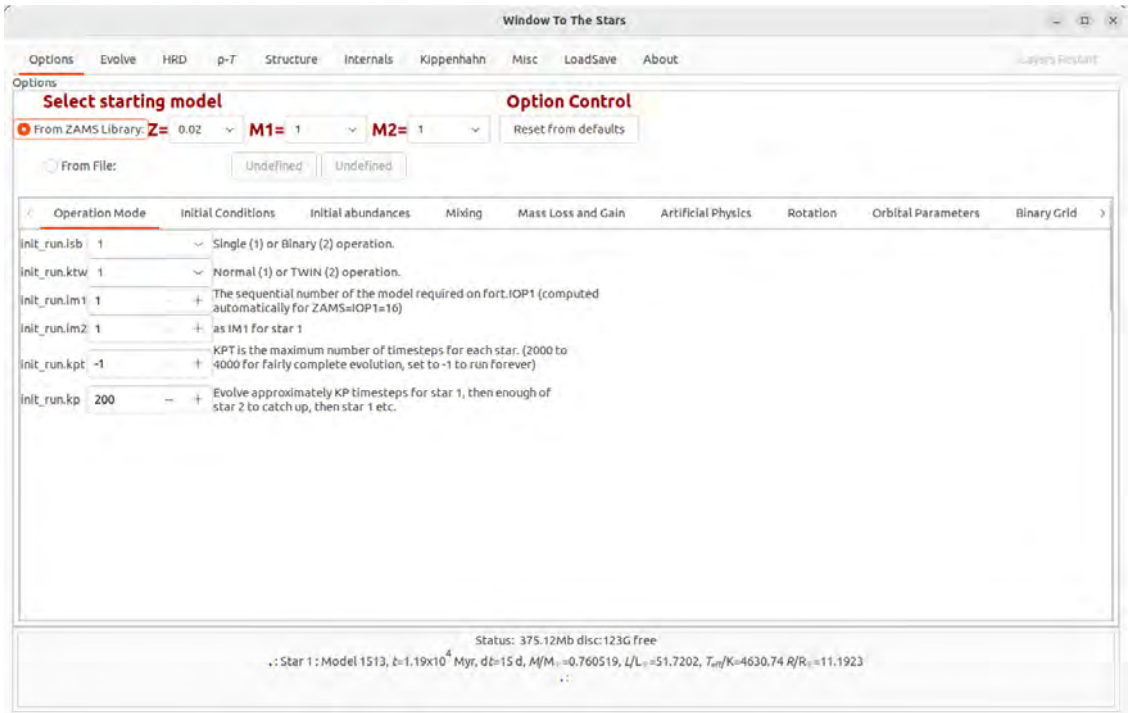 Window To The Stars
Options Evolve HRD p-T Structure Internals Kippenhahn Misc LoadSave About Layers Restart
Options
Select starting model Option Control
From ZAMS Library: Z= 0.02 M1= 1 M2= 1 Reset from defaults
From File: Undefined Undefined
Operation Mode Initial Conditions Initial abundances Mixing Mass Loss and Gain Artificial Physics Rotation Orbital Parameters Binary Grid
init_run.isb 1 Single (1) or Binary (2) operation.
init_run.ktw 1 Normal (1) or TWIN (2) operation.
init_run.im1 1 The sequential number of the model required on fort.IOP1 (computed
automatically for ZAMS=IOP1=16)
init_run.im2 1 as IM1 for star 1
init_run.kpt -1 KPT is the maximum number of timesteps for each star. (2000 to
4000 for fairly complete evolution, set to -1 to run forever)
init_run.kp 200 Evolve approximately KP timesteps for star 1, then enough of
star 2 to catch up, then star 1 etc.
Status: 375.12Mb disc:123G free
.: Star 1 : Model 1513, t=1.19x10^4 Myr, dt=15 d, M/M☉=0.760519, L/L☉=51.7202, Teff/K=4630.74 R/R☉=11.1923
.: